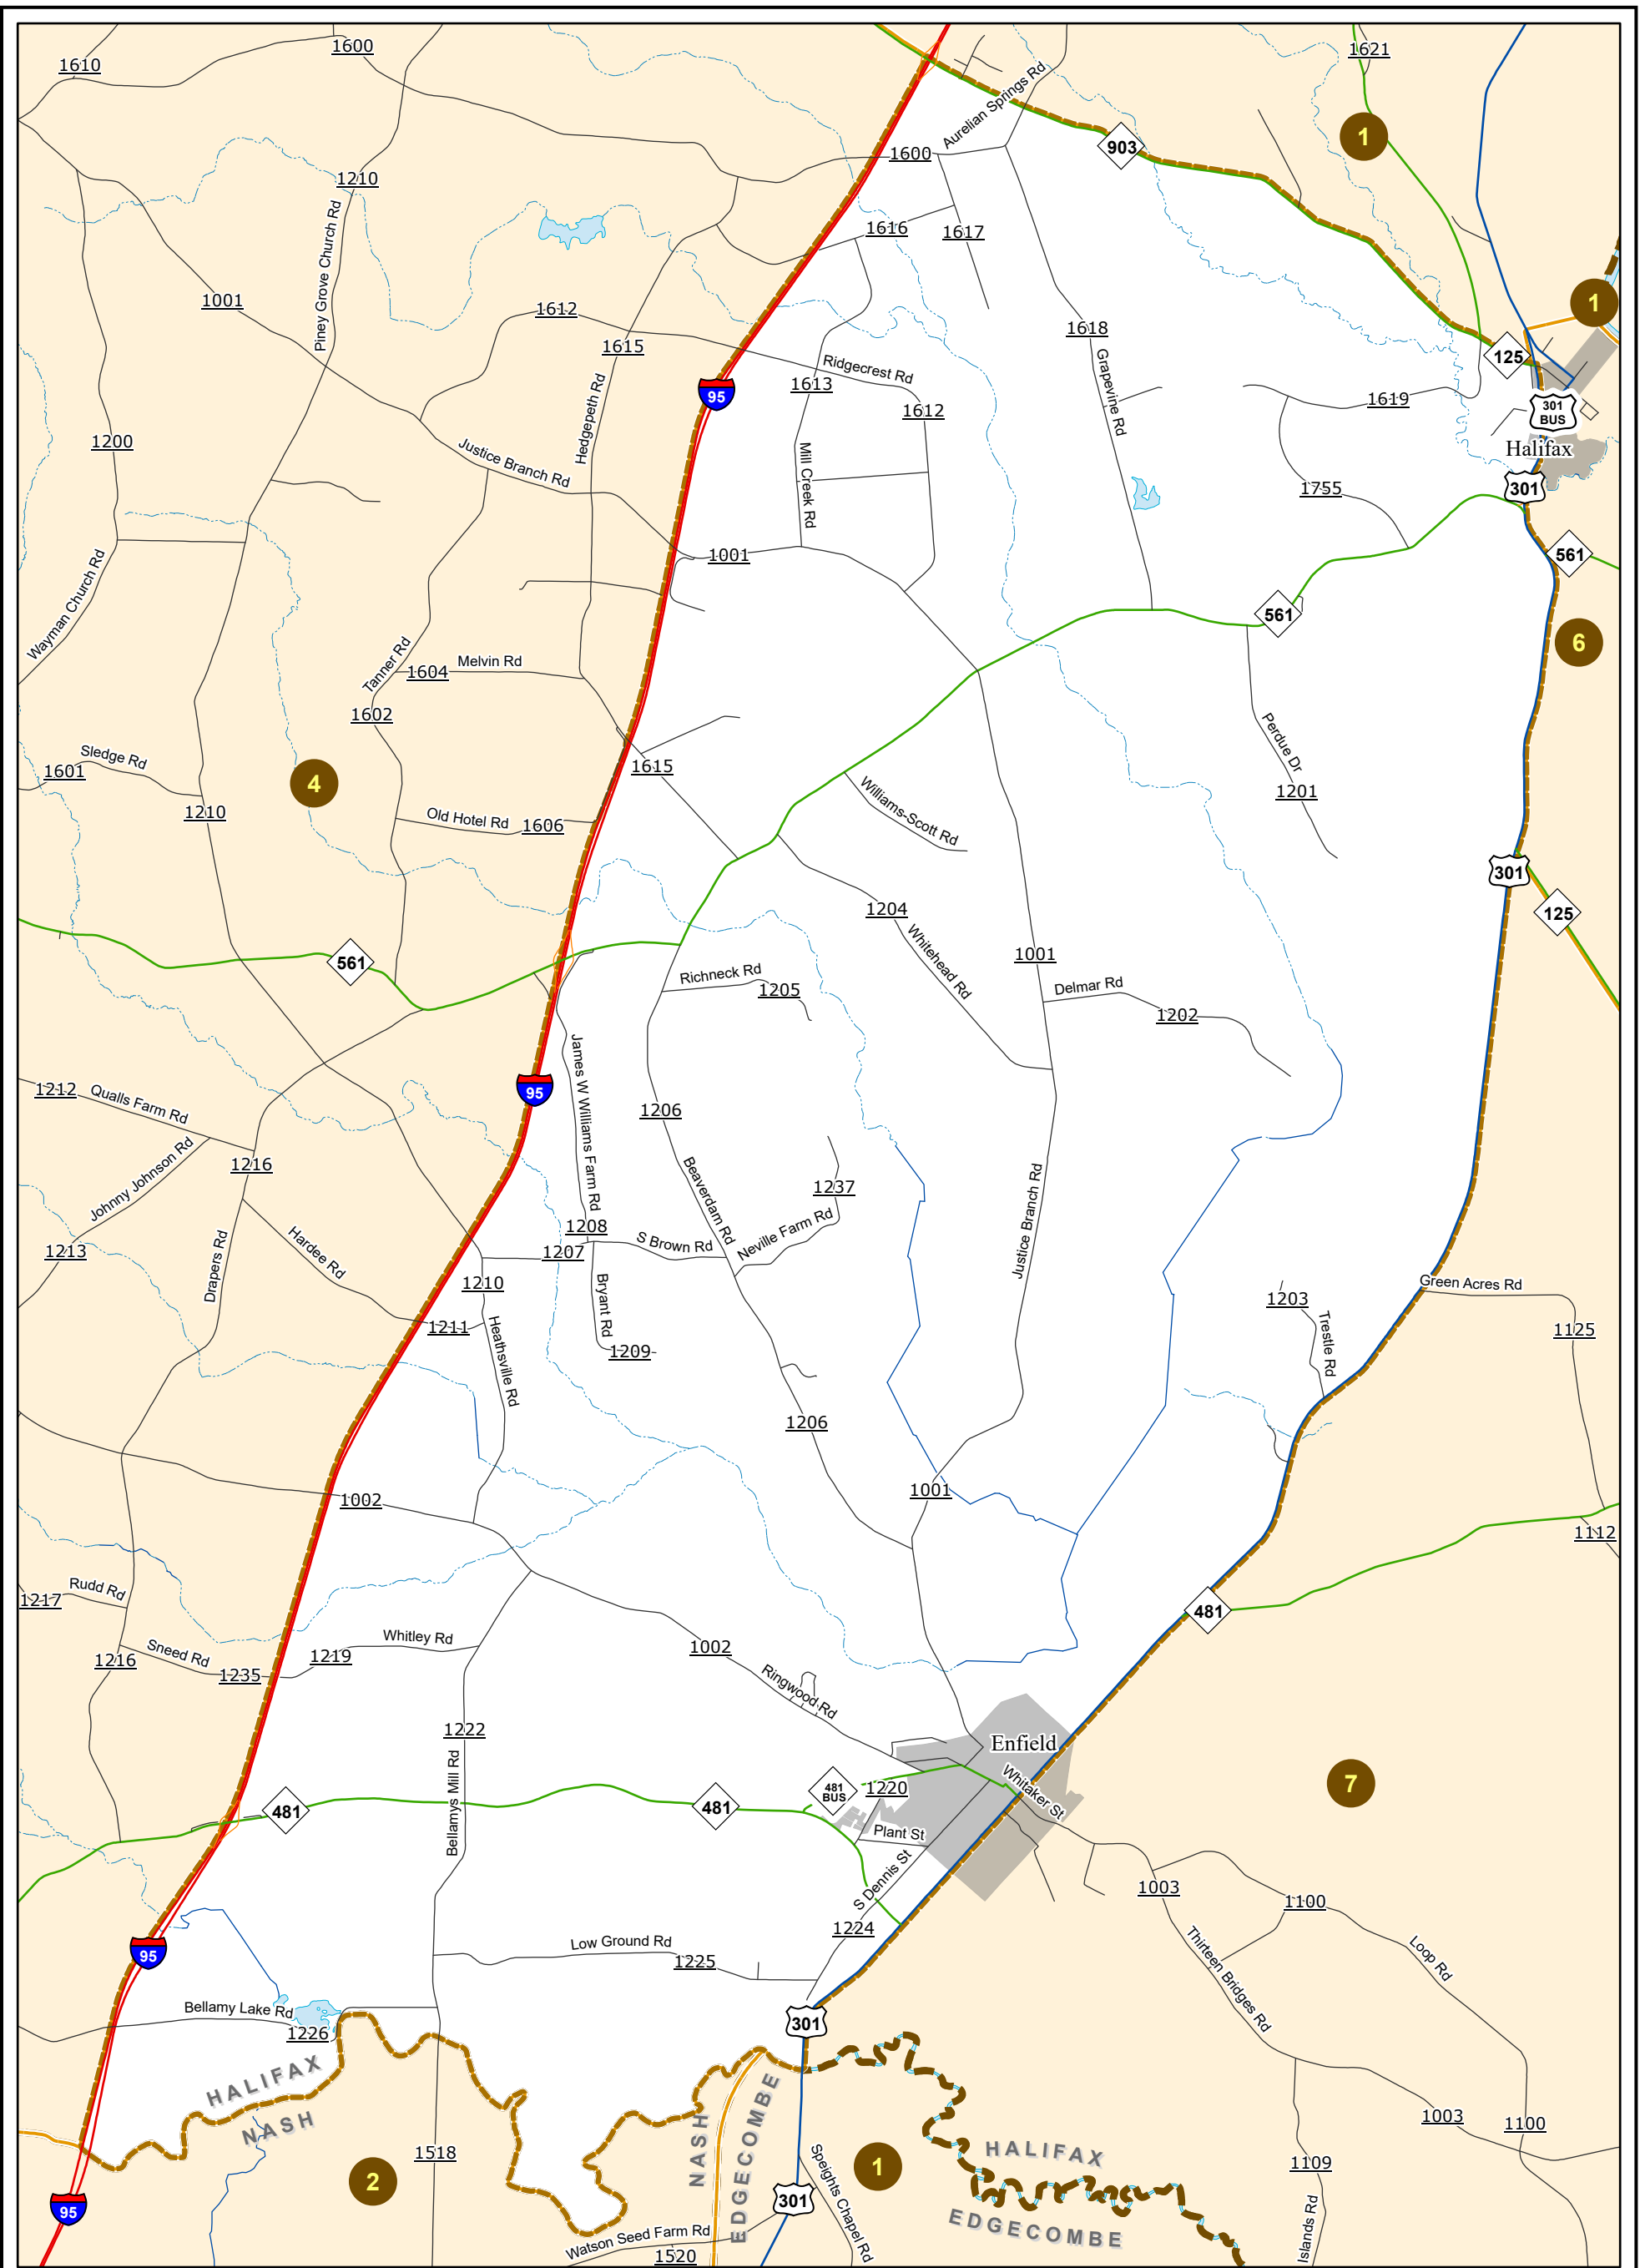 1600
1610
1621
Aurelian Springs Rd
1
903
1600
1210
Piney Grove Church Rd
1616
1617
1001
1612
1
1618
1615
125
Ridgecrest Rd
1613
Grapevine Rd
95
1619
1612
301
BUS
Hedgepeth Rd
1200
Justice Branch Rd
Halifax
Mill Creek Rd
1755
301
1001
561
Wayman Church Rd
561
6
Melvin Rd
Tanner Rd
1604
1602
Perdue Dr
Sledge Rd
1601
1615
4
1201
Williams-Scott Rd
1210
Old Hotel Rd
1606
301
1204
125
Whitehead Rd
1001
561
Richneck Rd
1205
Delmar Rd
1202
1212
Qualls Farm Rd
95
James W Williams Farm Rd
1206
Johnny Johnson Rd
1216
Beaverdam Rd
1237
Justice Branch Rd
1213
Drapers Rd
Hardee Rd
1208
1207
S Brown Rd
Neville Farm Rd
1210
Bryant Rd
Green Acres Rd
1203
1211
Trestle Rd
1125
Heathsville Rd
1209
1206
1001
1002
1112
Rudd Rd
1217
481
1216
Sneed Rd
1235
1219
Whitley Rd
1002
Ringwood Rd
1222
Enfield
Bellamys Mill Rd
Whitaker St
7
481
481
481
BUS
1220
Plant St
S Dennis St
1003
1100
1224
Thirteen Bridges Rd
Loop Rd
95
Low Ground Rd
1225
Bellamy Lake Rd
1226
301
HALIFAX
NASH
NASH
EDGECOMBE
1003
1100
1518
Speights Chapel Rd
HALIFAX
1109
2
1
95
301
EDGECOMBE
Islands Rd
Watson Seed Farm Rd
1520